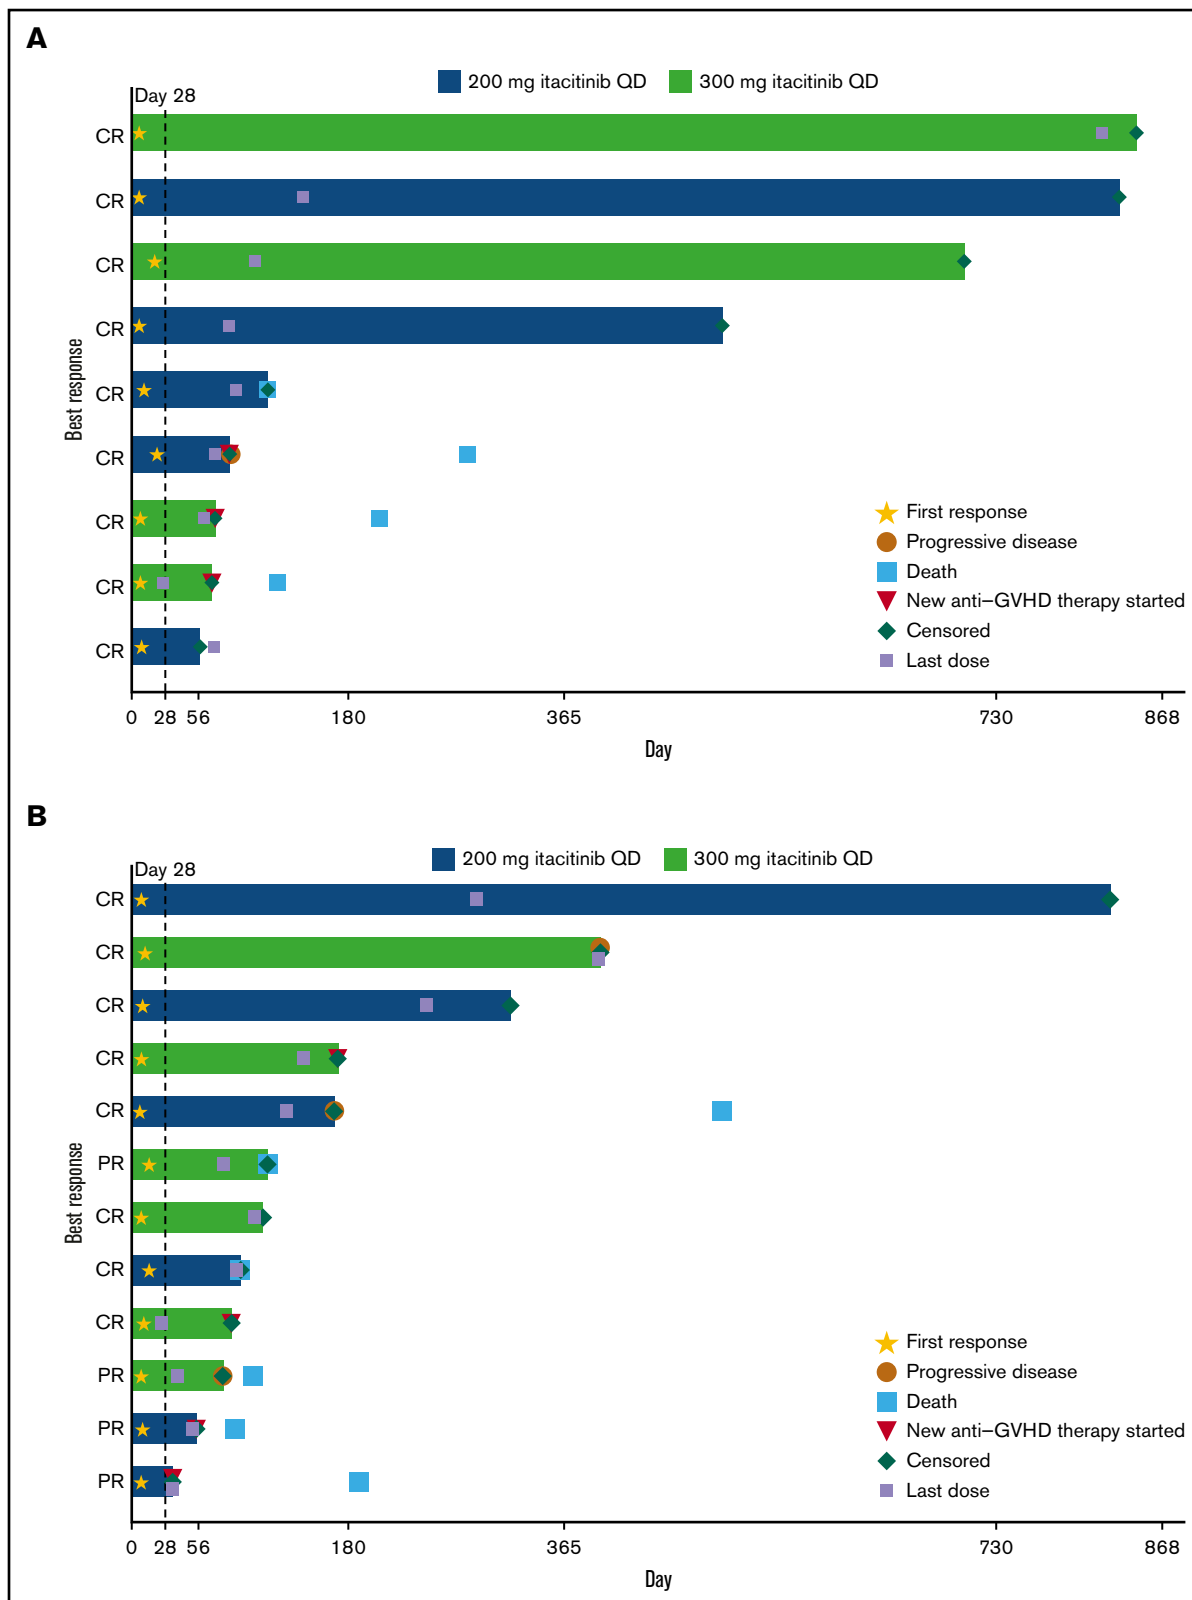 A
200 mg itacitinib QD 300 mg itacitinib QD
Day 28
CR
CR
CR
CR
CR
CR
CR
CR
CR
Best response
First response
Progressive disease
Death
New anti–GVHD therapy started
Censored
Last dose
0 28 56 180 365 730 868
Day
B
200 mg itacitinib QD 300 mg itacitinib QD
Day 28
CR
CR
CR
CR
CR
PR
CR
CR
CR
PR
PR
PR
Best response
First response
Progressive disease
Death
New anti–GVHD therapy started
Censored
Last dose
0 28 56 180 365 730 868
Day